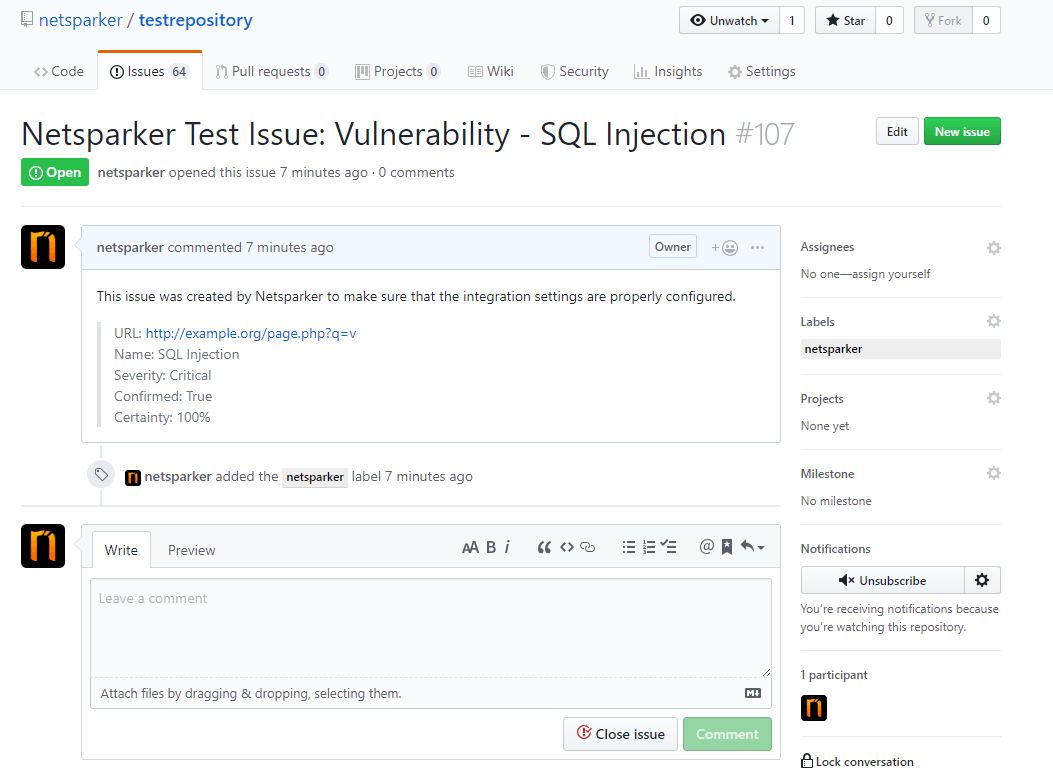 netsparker / testrepository
Unwatch 1 Star 0 Fork 0
Code Issues 64 Pull requests 0 Projects 0 Wiki Security Insights Settings
Netsparker Test Issue: Vulnerability - SQL Injection #107
Edit New issue
Open netsparker opened this issue 7 minutes ago · 0 comments
netsparker commented 7 minutes ago
Owner
This issue was created by Netsparker to make sure that the integration settings are properly configured.
URL: http://example.org/page.php?q=v
Name: SQL Injection
Severity: Critical
Confirmed: True
Certainty: 100%
netsparker added the netsparker label 7 minutes ago
Write Preview
AA B i
Leave a comment
Attach files by dragging & dropping, selecting them.
Close issue Comment
Assignees
No one—assign yourself
Labels
netsparker
Projects
None yet
Milestone
No milestone
Notifications
Unsubscribe
You're receiving notifications because
you're watching this repository.
1 participant
Lock conversation